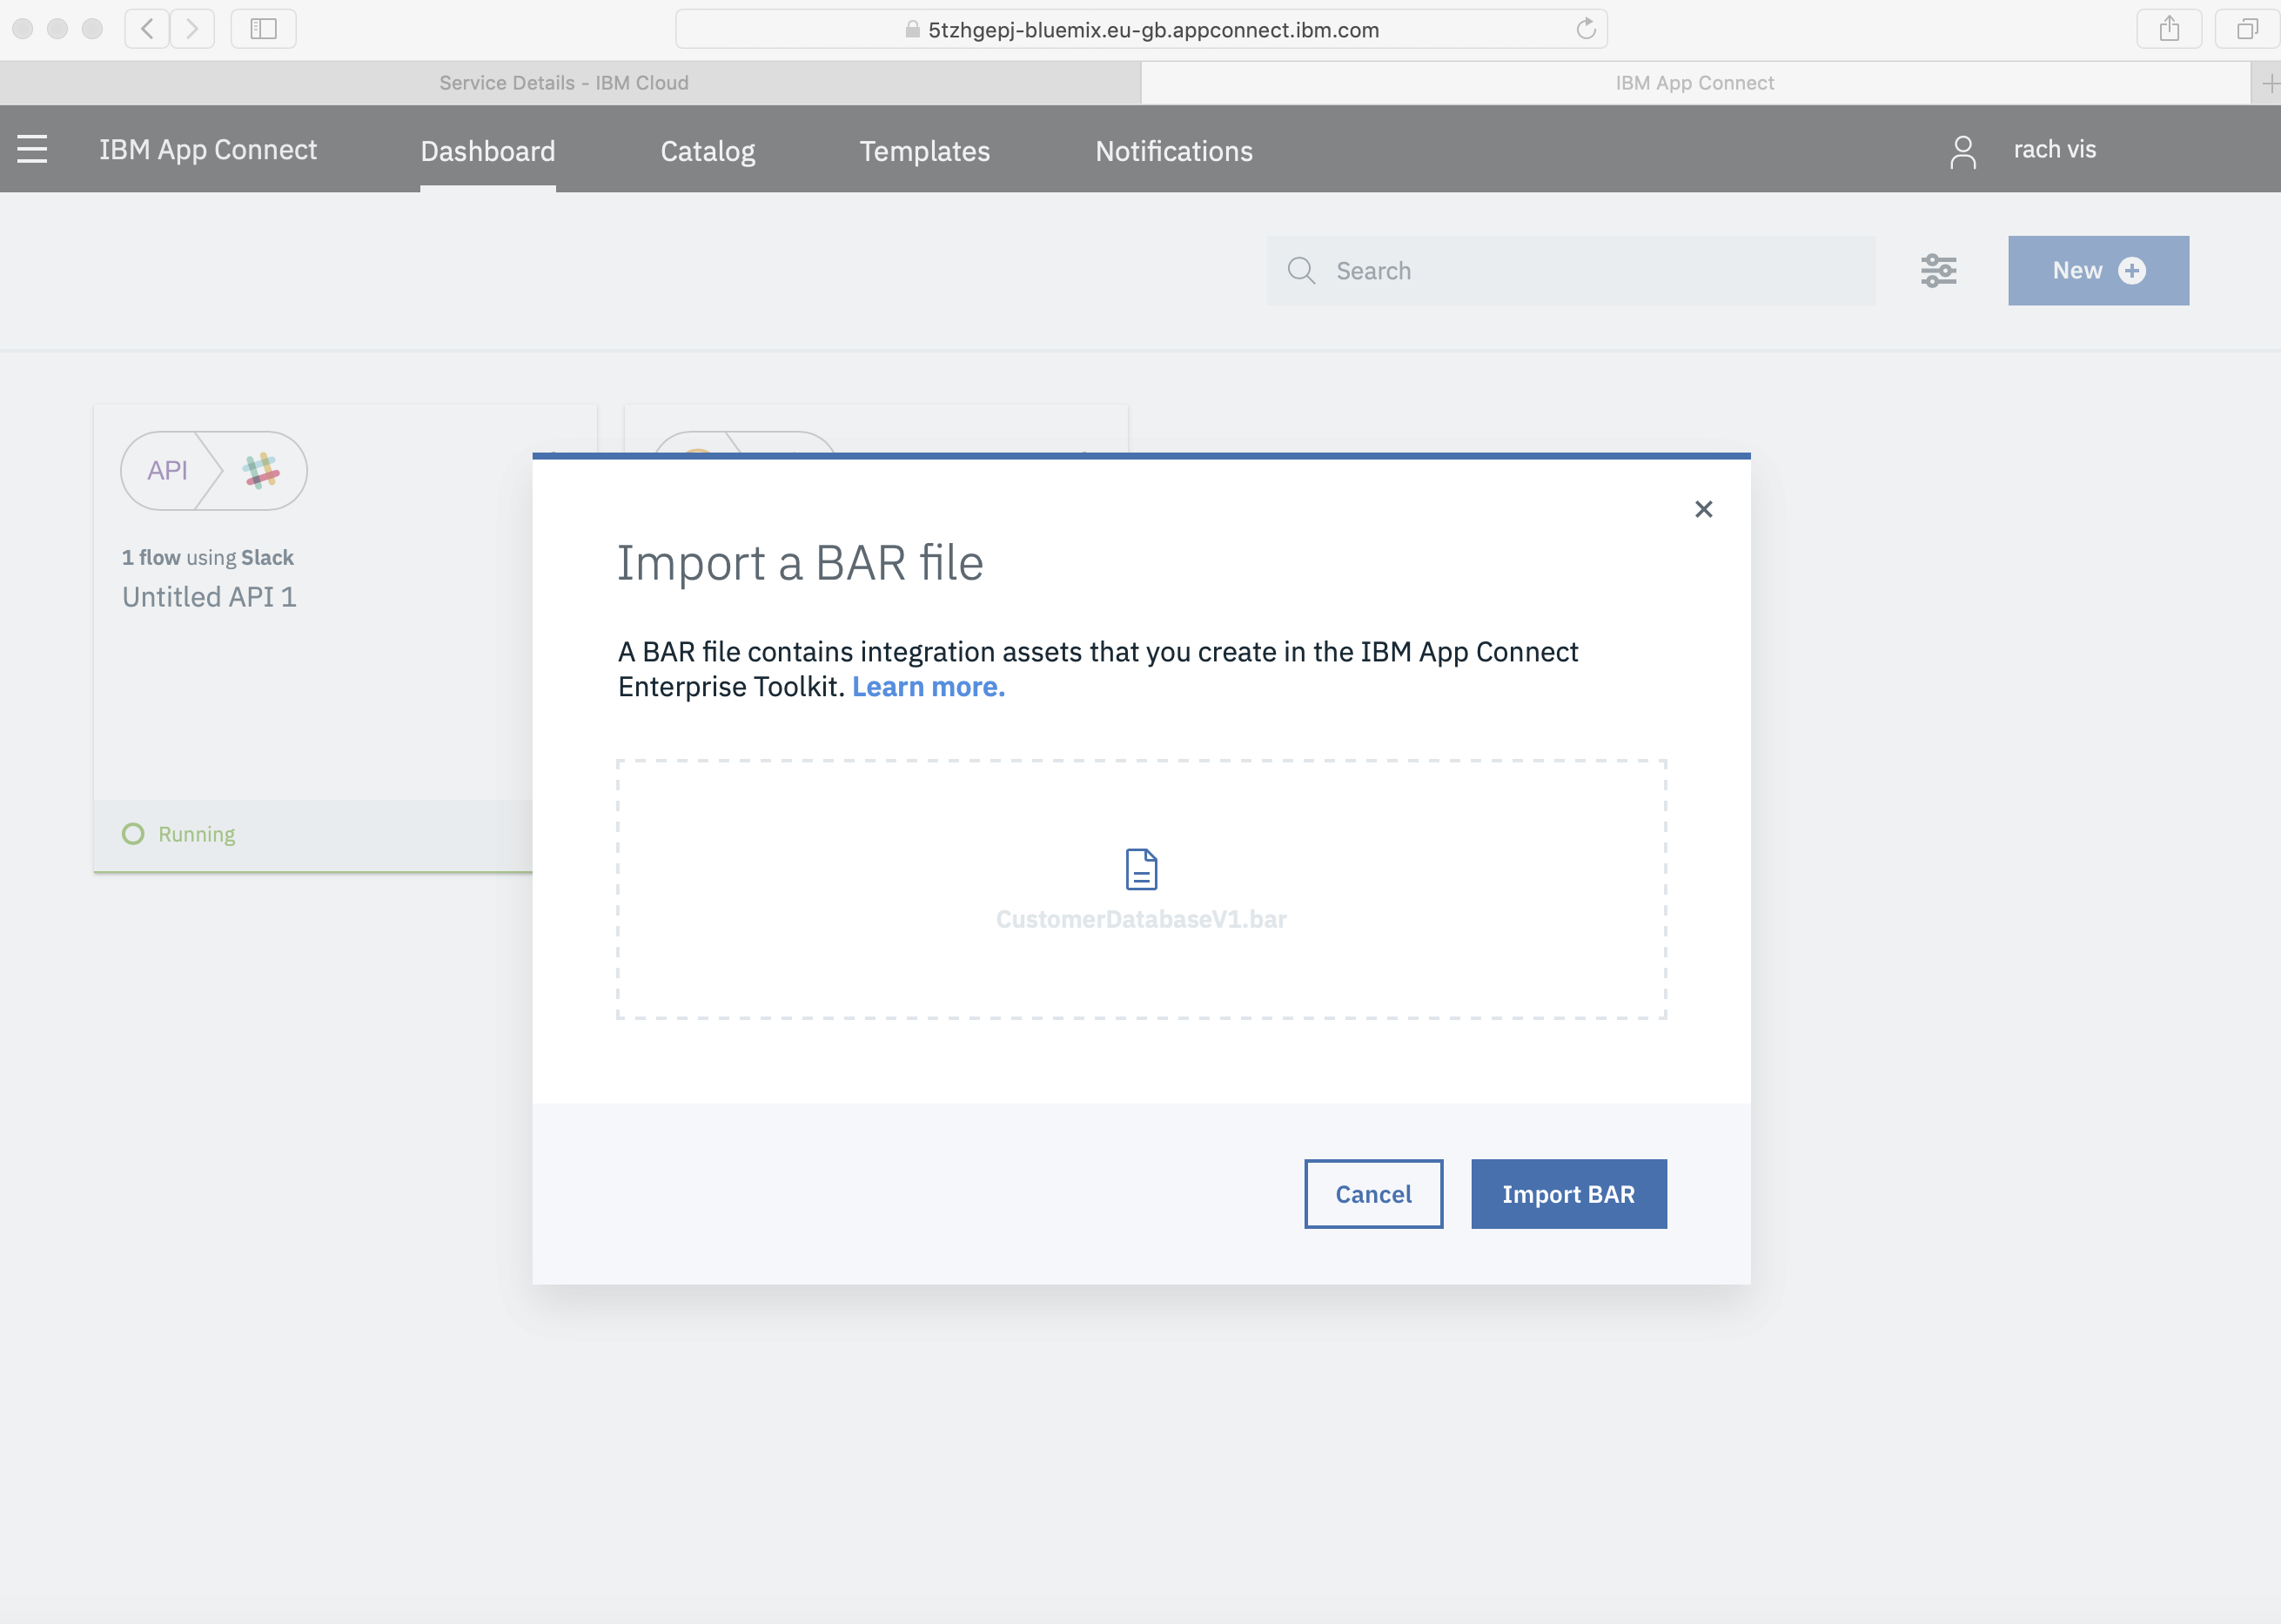 5tzhgepj-bluemix.eu-gb.appconnect.ibm.com
Service Details - IBM Cloud
IBM App Connect
IBM App Connect
Dashboard
Catalog
Templates
Notifications
rach vis
Search
New
API
1 flow using Slack
Untitled API 1
Running
Import a BAR file
A BAR file contains integration assets that you create in the IBM App Connect
Enterprise Toolkit. Learn more.
CustomerDatabaseV1.bar
Cancel
Import BAR